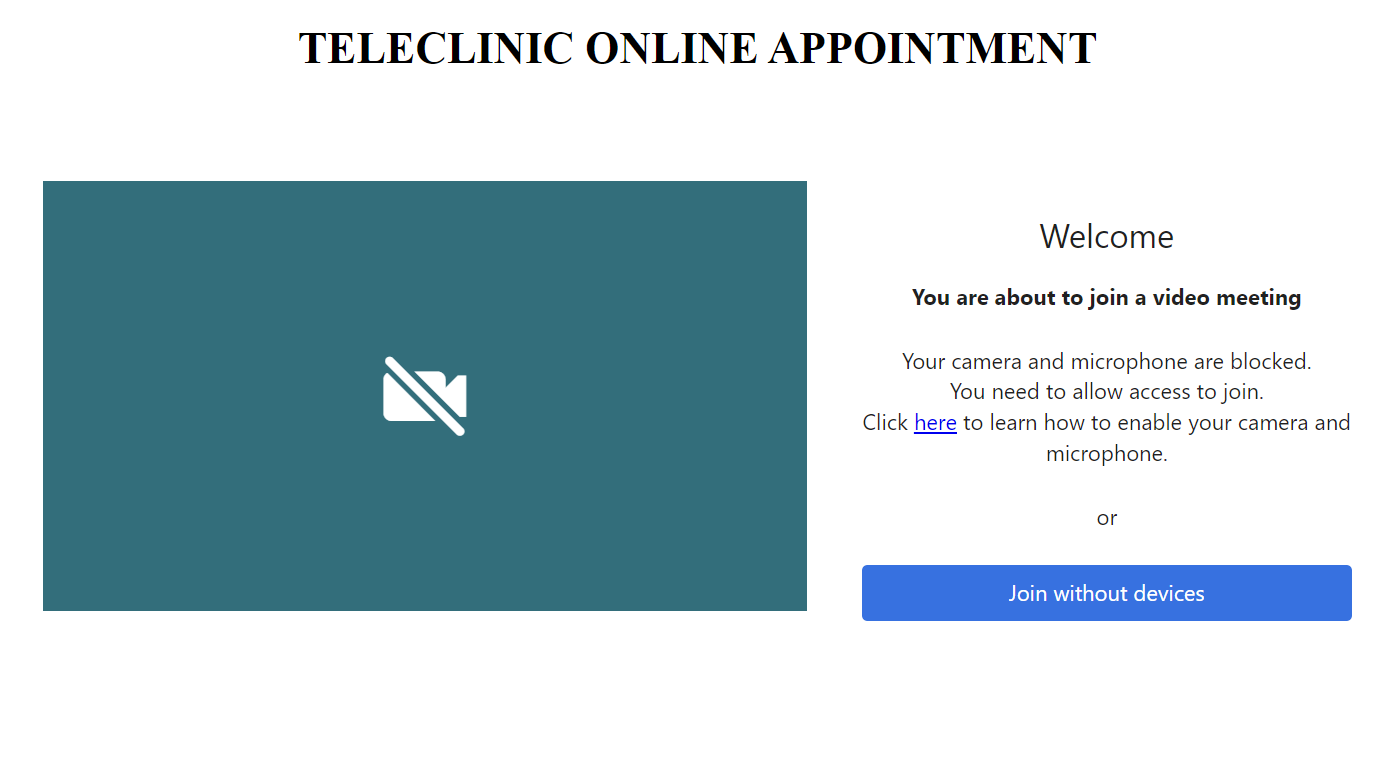 TELECLINIC ONLINE APPOINTMENT
Welcome
You are about to join a video meeting
Your camera and microphone are blocked.
You need to allow access to join.
Click here to learn how to enable your camera and
microphone.
or
Join without devices